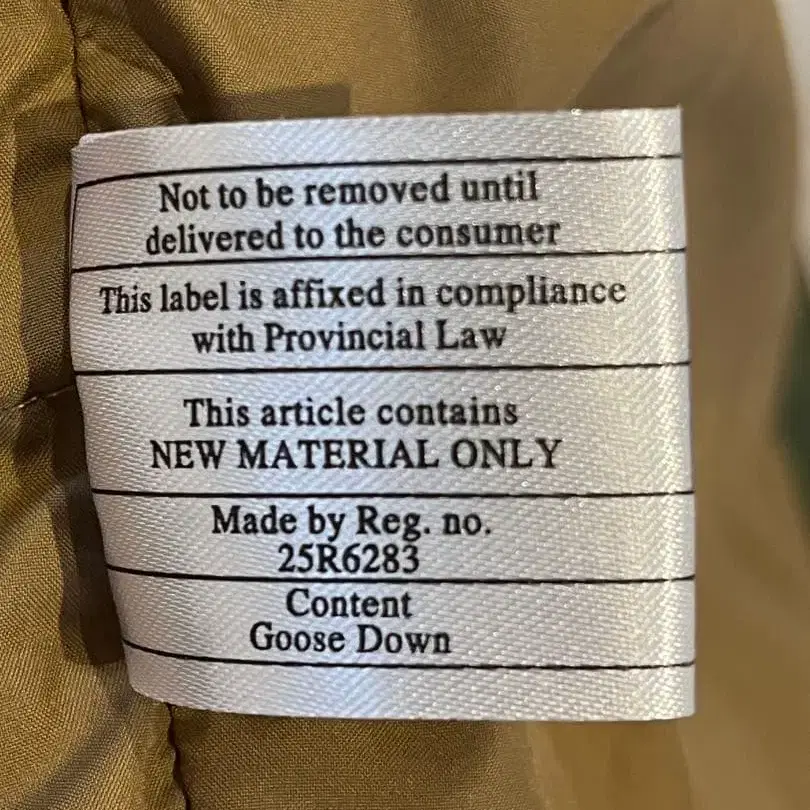 Not to be removed until
delivered to the consumer
This label is affixed in compliance
with Provincial Law
This article contains
NEW MATERIAL ONLY
Made by Reg. no.
25R6283
Content
Goose Down